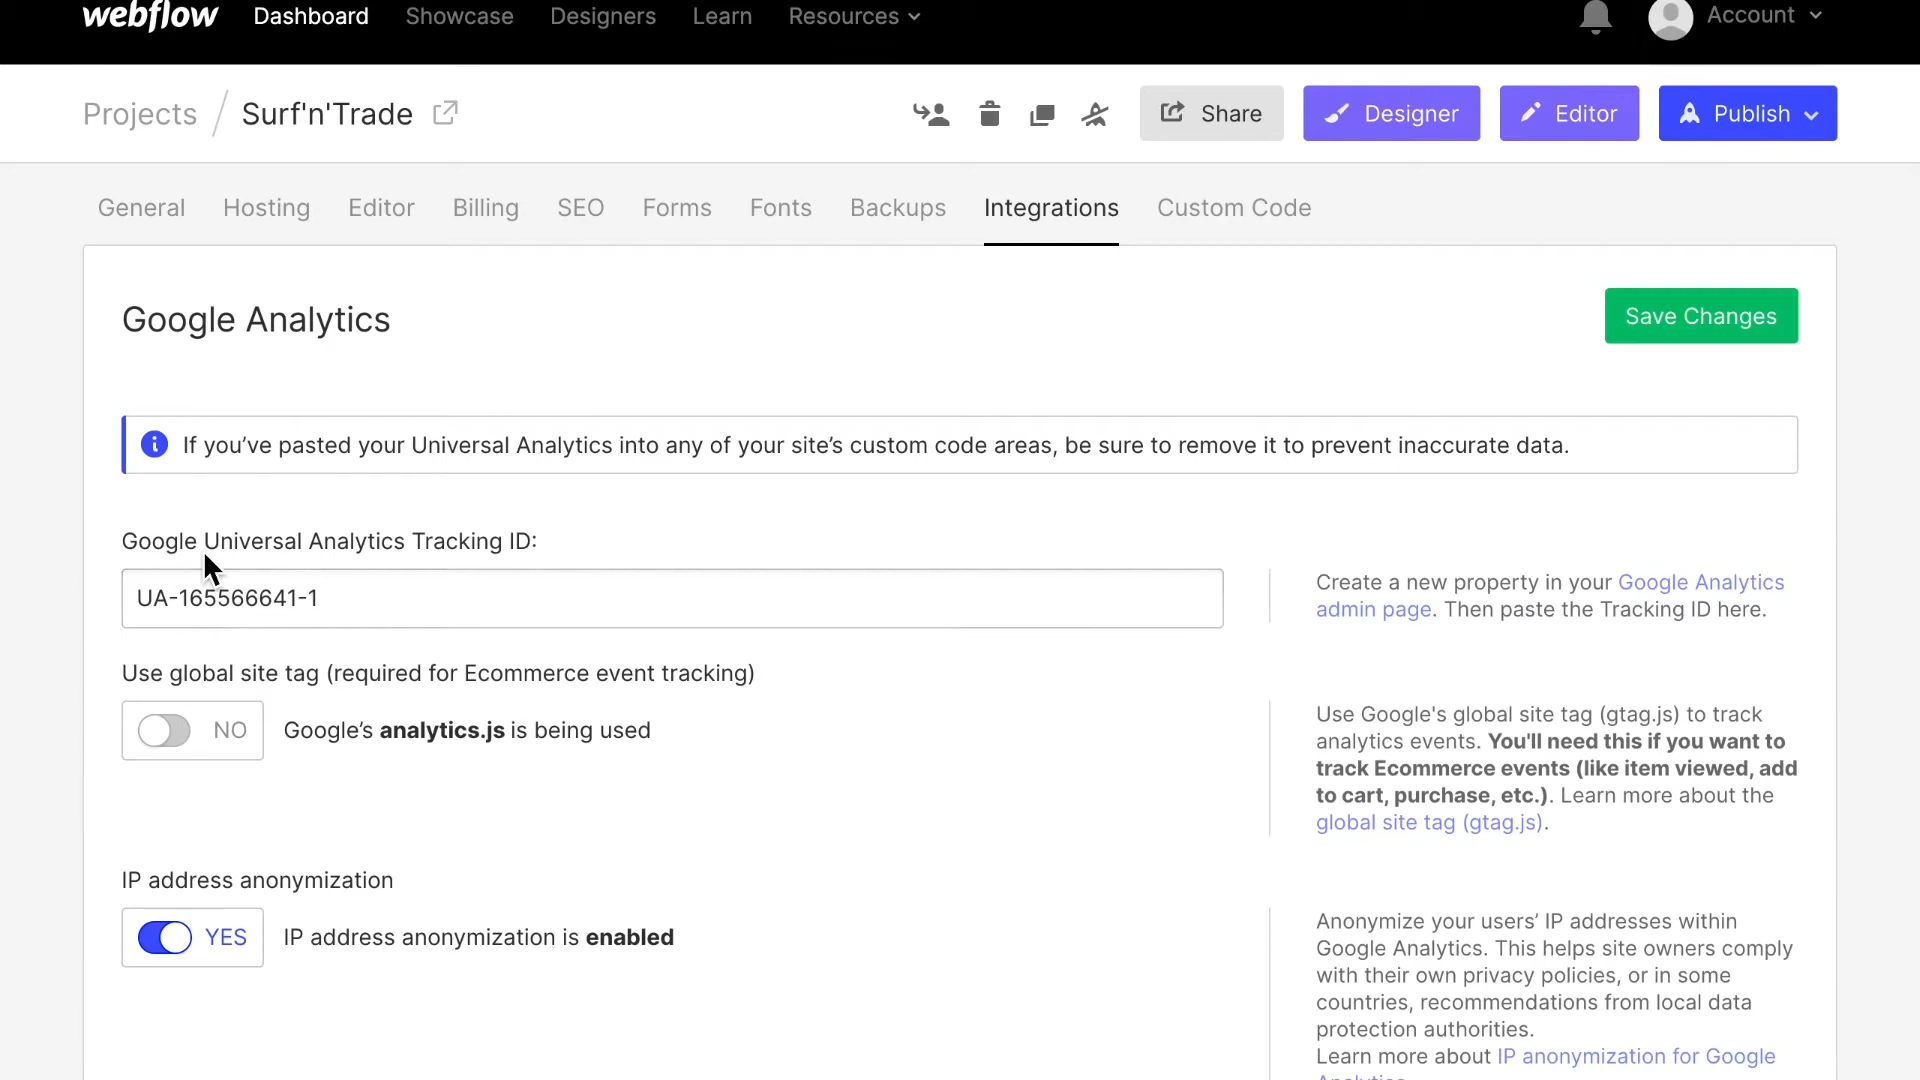 webflow Dashboard Showcase Designers Learn Resources Account
Projects / Surf'n'Trade Share Designer Editor Publish
General Hosting Editor Billing SEO Forms Fonts Backups Integrations Custom Code
Google Analytics
Save Changes
If you’ve pasted your Universal Analytics into any of your site’s custom code areas, be sure to remove it to prevent inaccurate data.
Google Universal Analytics Tracking ID:
UA-165566641-1
Create a new property in your Google Analytics
admin page. Then paste the Tracking ID here.
Use global site tag (required for Ecommerce event tracking)
NO Google’s analytics.js is being used
Use Google's global site tag (gtag.js) to track
analytics events. You'll need this if you want to
track Ecommerce events (like item viewed, add
to cart, purchase, etc.). Learn more about the
global site tag (gtag.js).
IP address anonymization
YES IP address anonymization is enabled
Anonymize your users’ IP addresses within
Google Analytics. This helps site owners comply
with their own privacy policies, or in some
countries, recommendations from local data
protection authorities.
Learn more about IP anonymization for Google